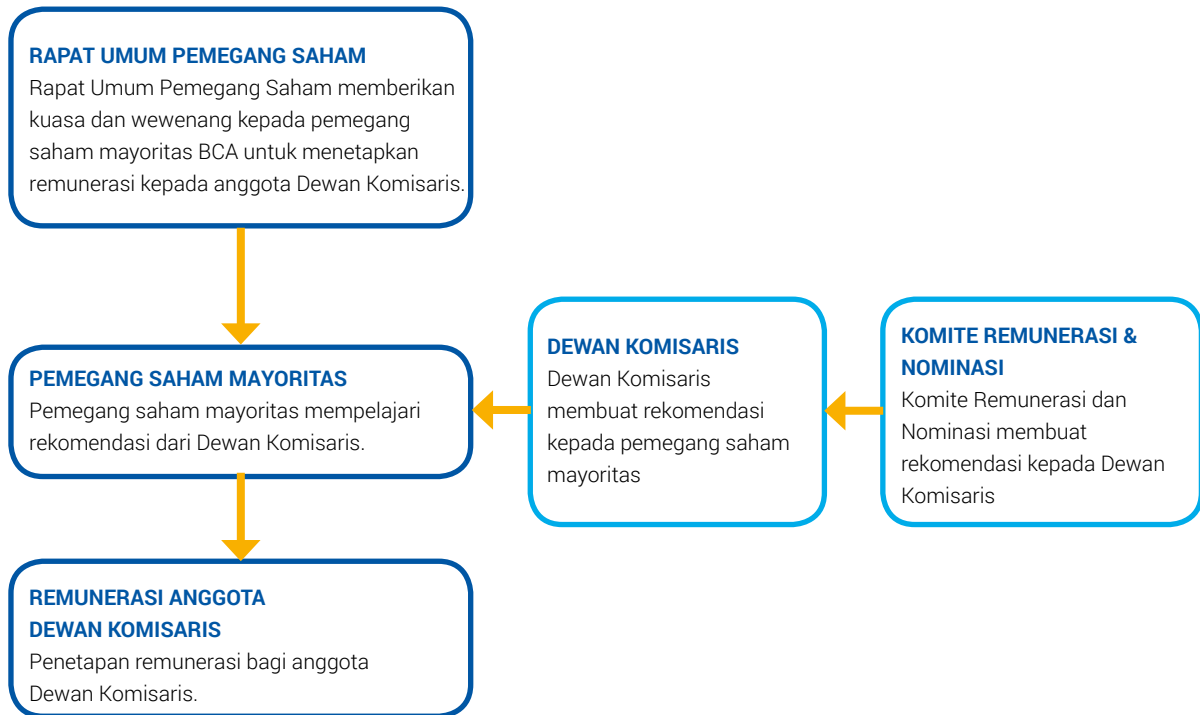 RAPAT UMUM PEMEGANG SAHAM
Rapat Umum Pemegang Saham memberikan
kuasa dan wewenang kepada pemegang
saham mayoritas BCA untuk menetapkan
remunerasi kepada anggota Dewan Komisaris.
PEMEGANG SAHAM MAYORITAS
Pemegang saham mayoritas mempelajari
rekomendasi dari Dewan Komisaris.
DEWAN KOMISARIS
Dewan Komisaris
membuat rekomendasi
kepada pemegang saham
mayoritas
KOMITE REMUNERASI &
NOMINASI
Komite Remunerasi dan
Nominasi membuat
rekomendasi kepada Dewan
Komisaris
REMUNERASI ANGGOTA
DEWAN KOMISARIS
Penetapan remunerasi bagi anggota
Dewan Komisaris.